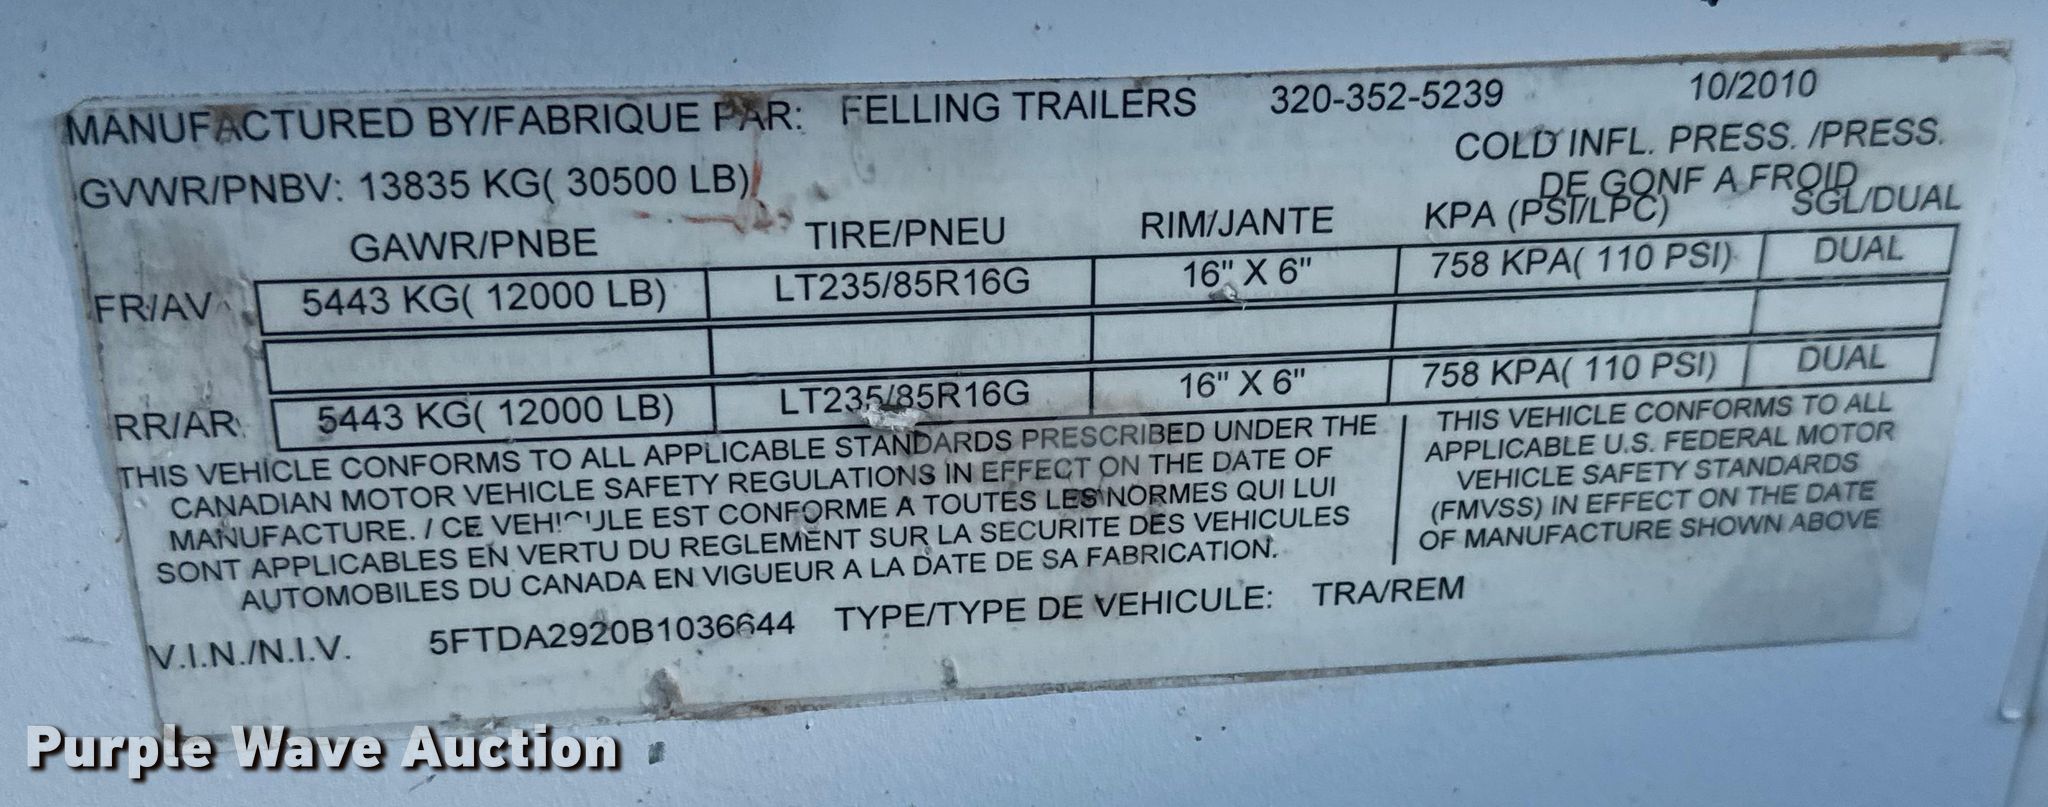 MANUFACTURED BY/FABRIQUE PAR: FELLING TRAILERS 320-352-5239 10/2010
GVWR/PNBV: 13835 KG( 30500 LB)
COLD INFL. PRESS. /PRESS.
DE GONF A FROID
GAWR/PNBE TIRE/PNEU RIM/JANTE KPA (PSI/LPC) SGL/DUAL
FR/AV 5443 KG( 12000 LB) LT235/85R16G 16" X 6" 758 KPA( 110 PSI) DUAL
RR/AR 5443 KG( 12000 LB) LT235/85R16G 16" X 6" 758 KPA( 110 PSI) DUAL
THIS VEHICLE CONFORMS TO ALL APPLICABLE STANDARDS PRESCRIBED UNDER THE
CANADIAN MOTOR VEHICLE SAFETY REGULATIONS IN EFFECT ON THE DATE OF
MANUFACTURE. / CE VEHICULE EST CONFORME A TOUTES LES NORMES QUI LUI
SONT APPLICABLES EN VERTU DU REGLEMENT SUR LA SECURITE DES VEHICULES
AUTOMOBILES DU CANADA EN VIGUEUR A LA DATE DE SA FABRICATION.
THIS VEHICLE CONFORMS TO ALL
APPLICABLE U.S. FEDERAL MOTOR
VEHICLE SAFETY STANDARDS
(FMVSS) IN EFFECT ON THE DATE
OF MANUFACTURE SHOWN ABOVE
V.I.N./N.I.V. 5FTDA2920B1036644 TYPE/TYPE DE VEHICULE: TRA/REM
Purple Wave Auction